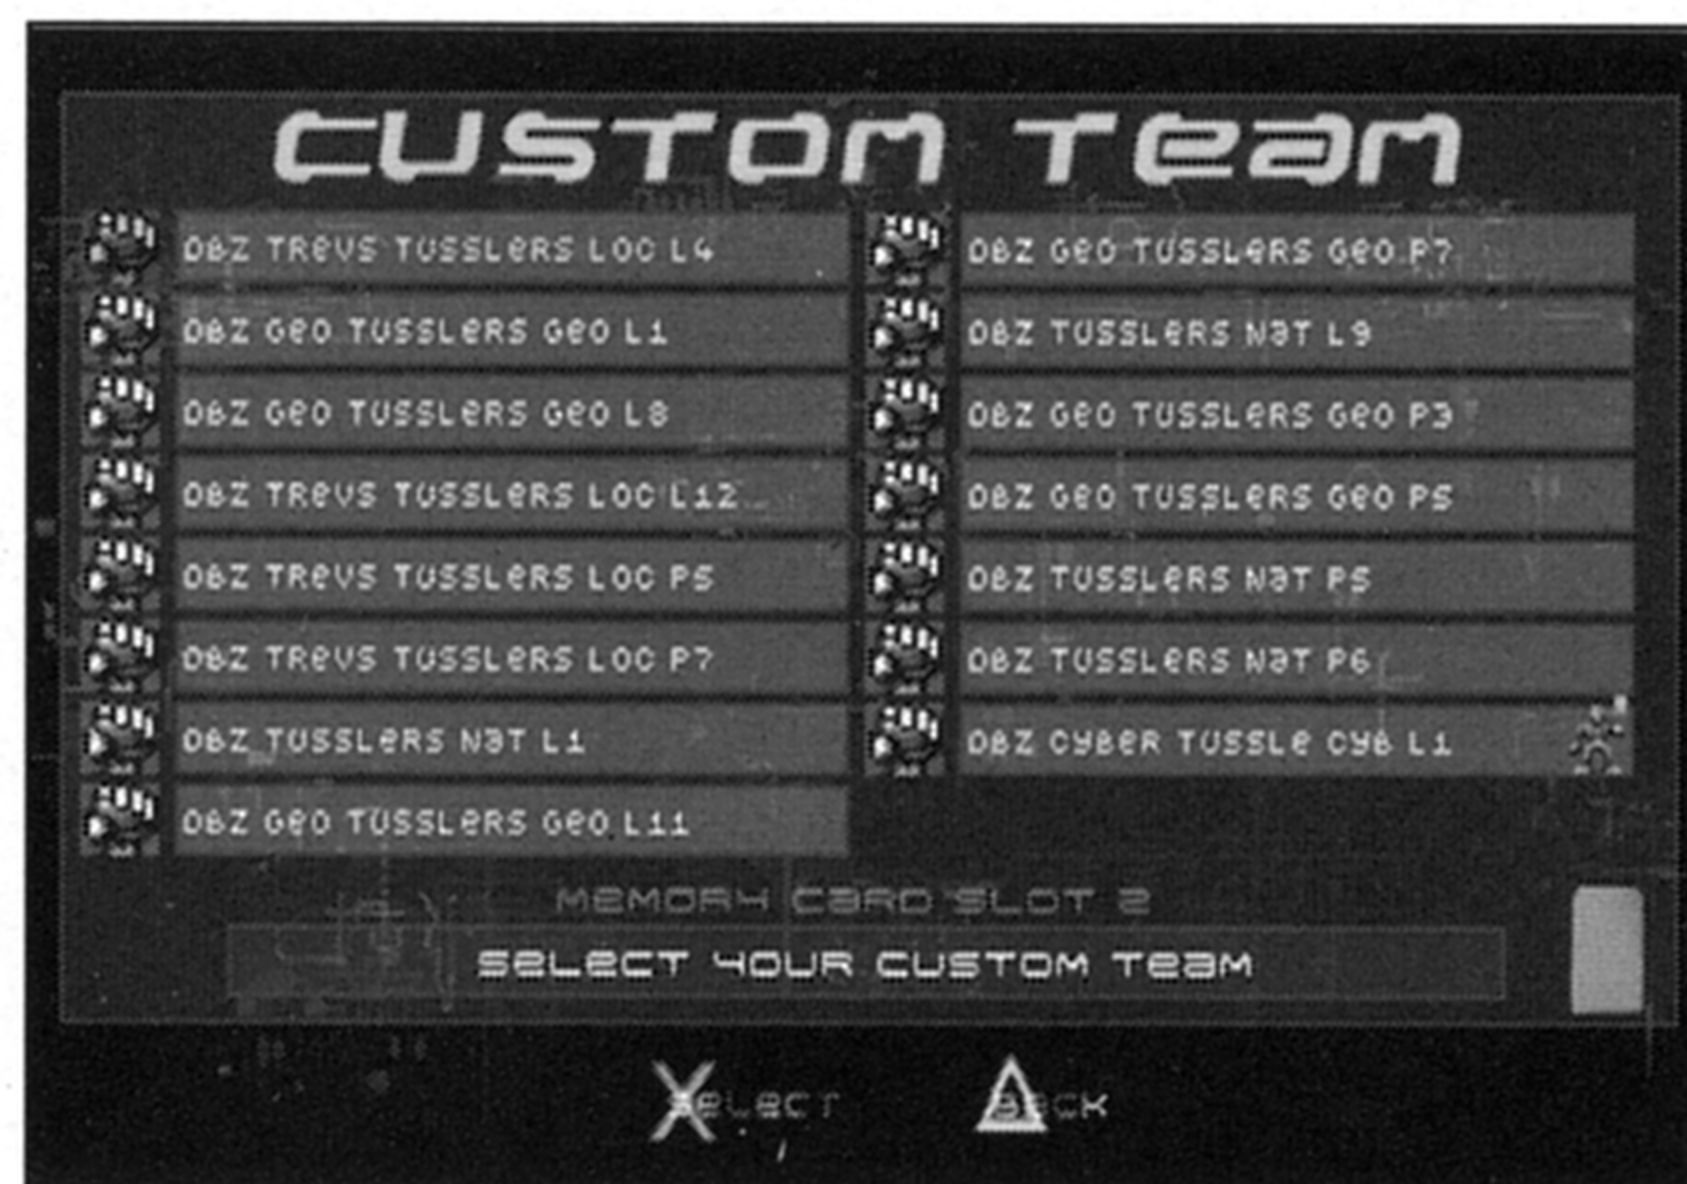 CUSTOM TEAM
DBZ TREVS TUSSLERS LOC L4
DBZ GEO TUSSLERS GEO L1
DBZ GEO TUSSLERS GEO L8
DBZ TREVS TUSSLERS LOC L12
DBZ TREVS TUSSLERS LOC P5
DBZ TREVS TUSSLERS LOC P7
DBZ TUSSLERS NAT L1
DBZ GEO TUSSLERS GEO L11
DBZ GEO TUSSLERS GEO P7
DBZ TUSSLERS NAT L9
DBZ GEO TUSSLERS GEO P3
DBZ GEO TUSSLERS GEO P5
DBZ TUSSLERS NAT P5
DBZ TUSSLERS NAT P6
DBZ CYBER TUSSLE CYB L1
MEMORY CARD SLOT 2
SELECT YOUR CUSTOM TEAM
X SELECT
BACK